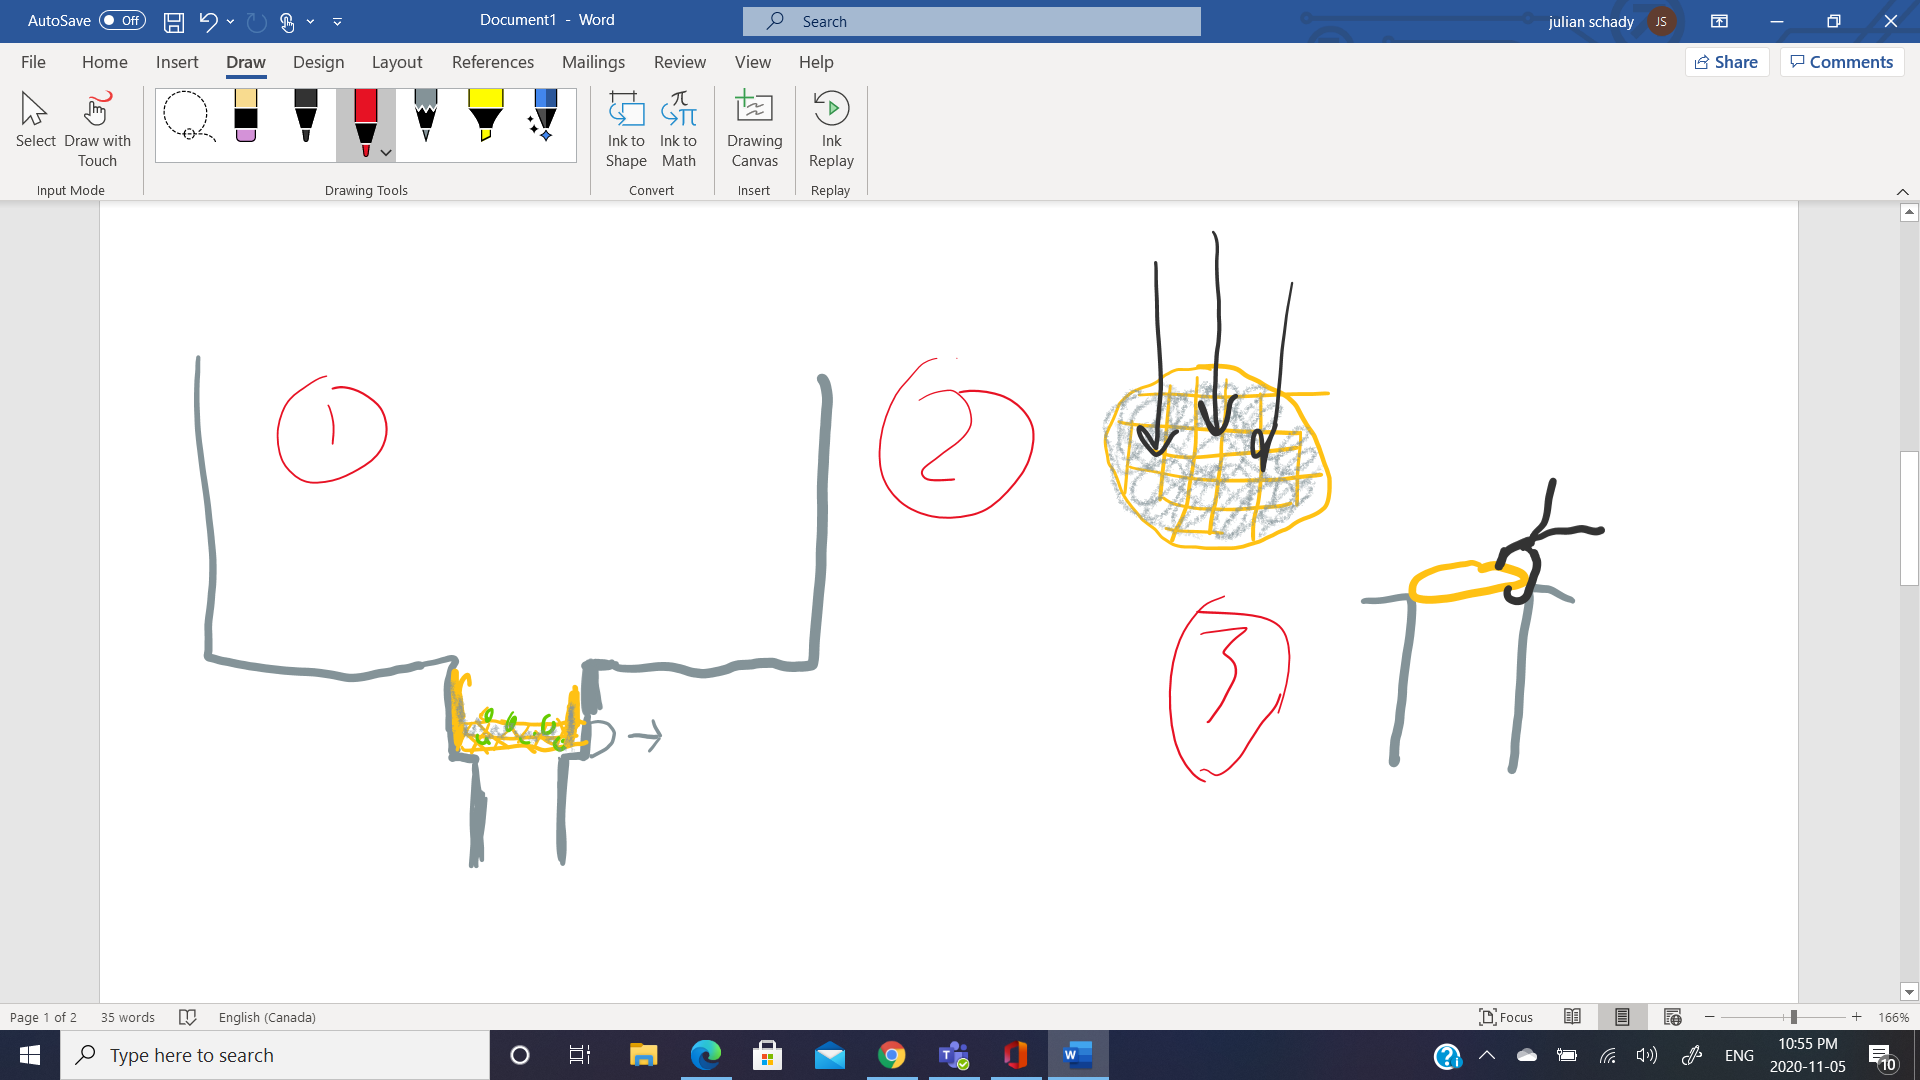 AutoSave Off
Document1 - Word
Search
julian schady JS
File Home Insert Draw Design Layout References Mailings Review View Help
Share Comments
Select
Draw with Touch
Ink to Shape
Ink to Math
Drawing Canvas
Ink Replay
Input Mode
Drawing Tools
Convert
Insert
Replay
1
2
3
Page 1 of 2 35 words English (Canada)
Focus
166%
Type here to search
ENG
10:55 PM
2020-11-05
10